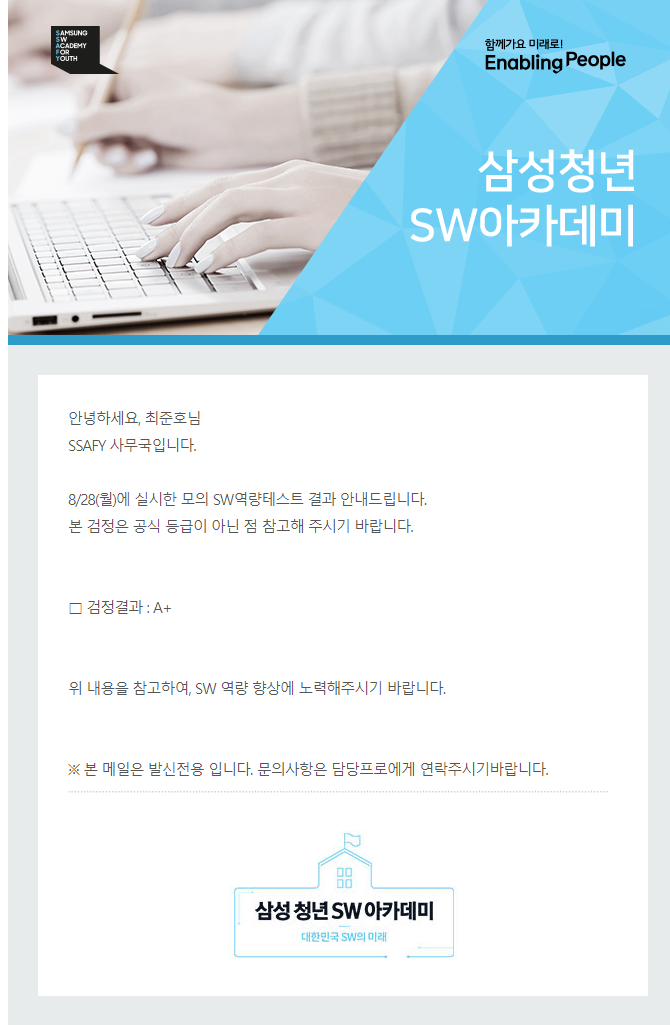 SAMSUNG
SW
ACADEMY
FOR
YOUTH
함께가요 미래로!
Enabling People
삼성청년
SW아카데미
안녕하세요, 최준호님
SSAFY 사무국입니다.
8/28(월)에 실시한 모의 SW역량테스트 결과 안내드립니다.
본 검정은 공식 등급이 아닌 점 참고해 주시기 바랍니다.
□ 검정결과 : A+
위 내용을 참고하여, SW 역량 향상에 노력해주시기 바랍니다.
※ 본 메일은 발신전용 입니다. 문의사항은 담당프로에게 연락주시기바랍니다.
삼성 청년 SW 아카데미
대한민국 SW의 미래